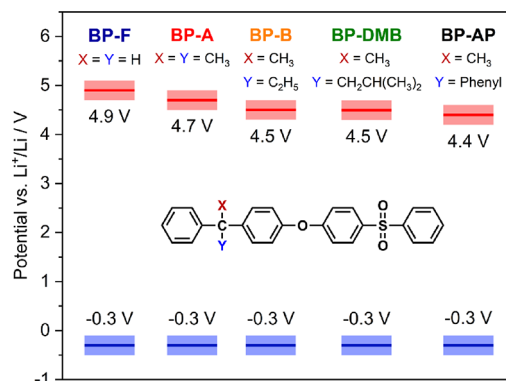 BP-F BP-A BP-B BP-DMB BP-AP
X = Y = H X = Y = CH₃ X = CH₃ X = CH₃ X = CH₃
Y = C₂H₅ Y = CH₂CH(CH₃)₂ Y = Phenyl
4.9 V 4.7 V 4.5 V 4.5 V 4.4 V
Potential vs. Li⁺/Li / V
6
5
4
3
2
1
0
-1
X
C
Y
O
O
S
O
-0.3 V -0.3 V -0.3 V -0.3 V -0.3 V